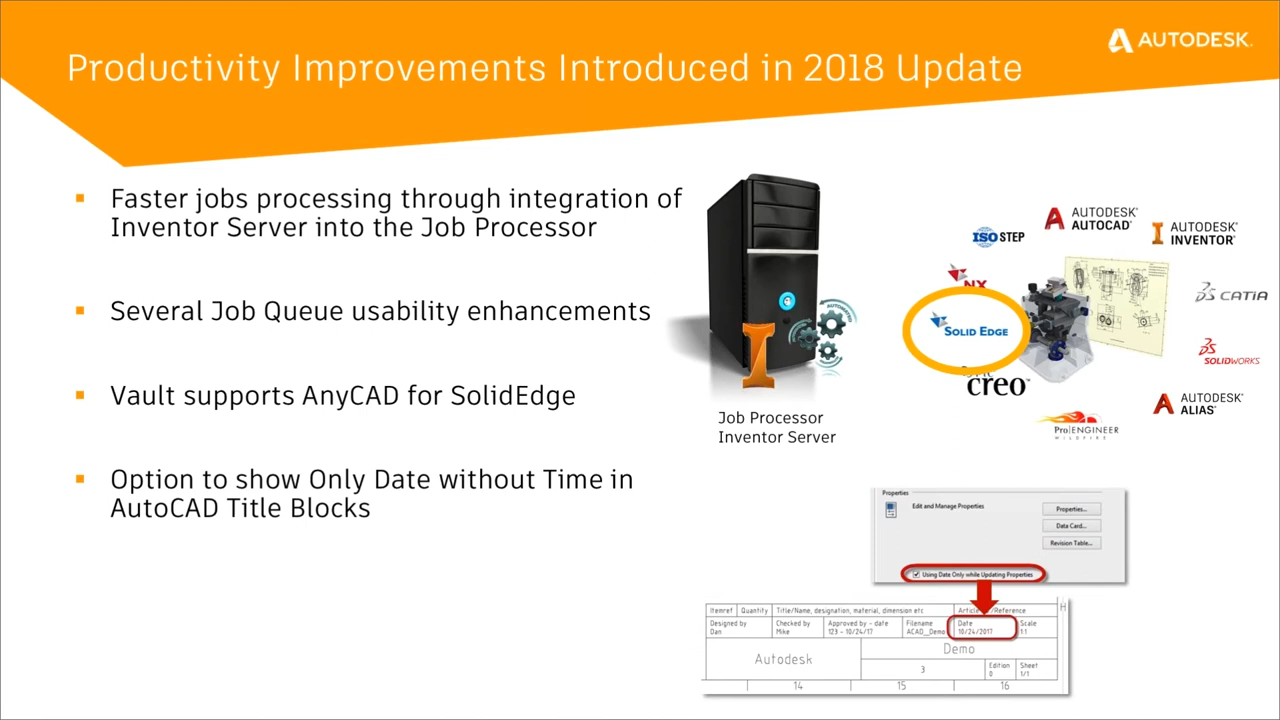 AUTODESK.
Productivity Improvements Introduced in 2018 Update
Faster jobs processing through integration of
Inventor Server into the Job Processor
Several Job Queue usability enhancements
Vault supports AnyCAD for SolidEdge
Option to show Only Date without Time in
AutoCAD Title Blocks
AUTOMATED
Job Processor
Inventor Server
ISO STEP
AUTODESK®
AUTOCAD®
AUTODESK®
INVENTOR®
NX
CATIA
SOLID EDGE
SOLIDWORKS
creo™
AUTODESK®
ALIAS®
Pro|ENGINEER
WILDFIRE
Properties
Edit and Manage Properties
Properties...
Data Card...
Revision Table...
Using Date Only while Updating Properties
Itemref Quantity Title/Name, designation, material, dimension etc /Reference
H
Designed by Checked by Approved by - date Filename Date Scale
Dan Mike 123 - 10/24/17 ACAD_Demo 10/24/2017 1:1
Autodesk Demo
3 Edition Sheet
0 1/1
14 15 16